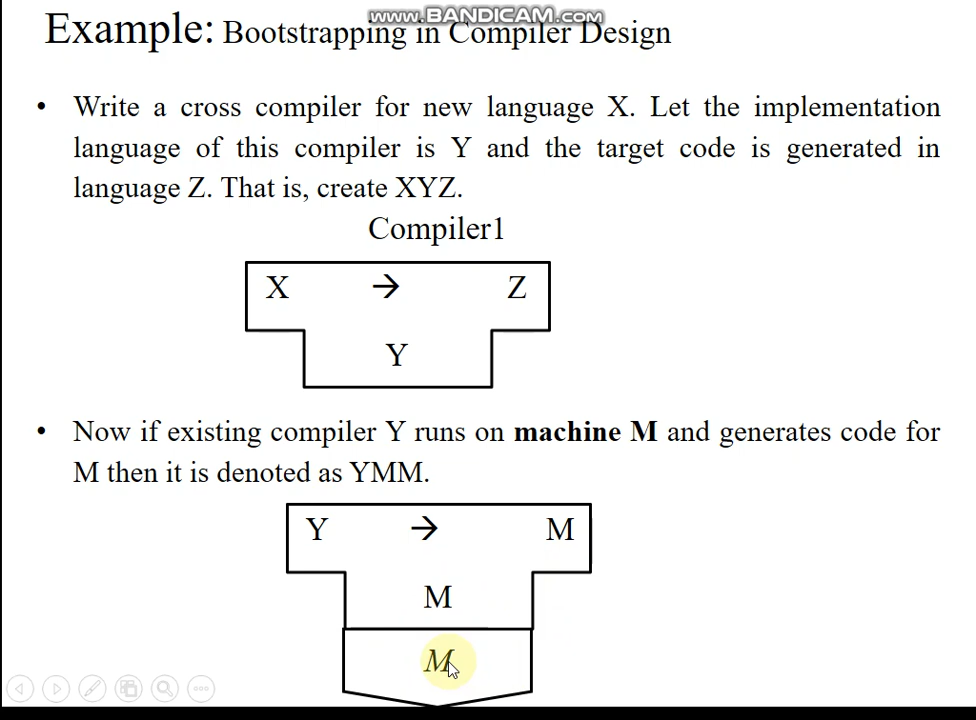 www.BANDICAM.com
Example: Bootstrapping in Compiler Design
• Write a cross compiler for new language X. Let the implementation
language of this compiler is Y and the target code is generated in
language Z. That is, create XYZ.
Compiler1
X → Z
Y
• Now if existing compiler Y runs on machine M and generates code for
M then it is denoted as YMM.
Y → M
M
M